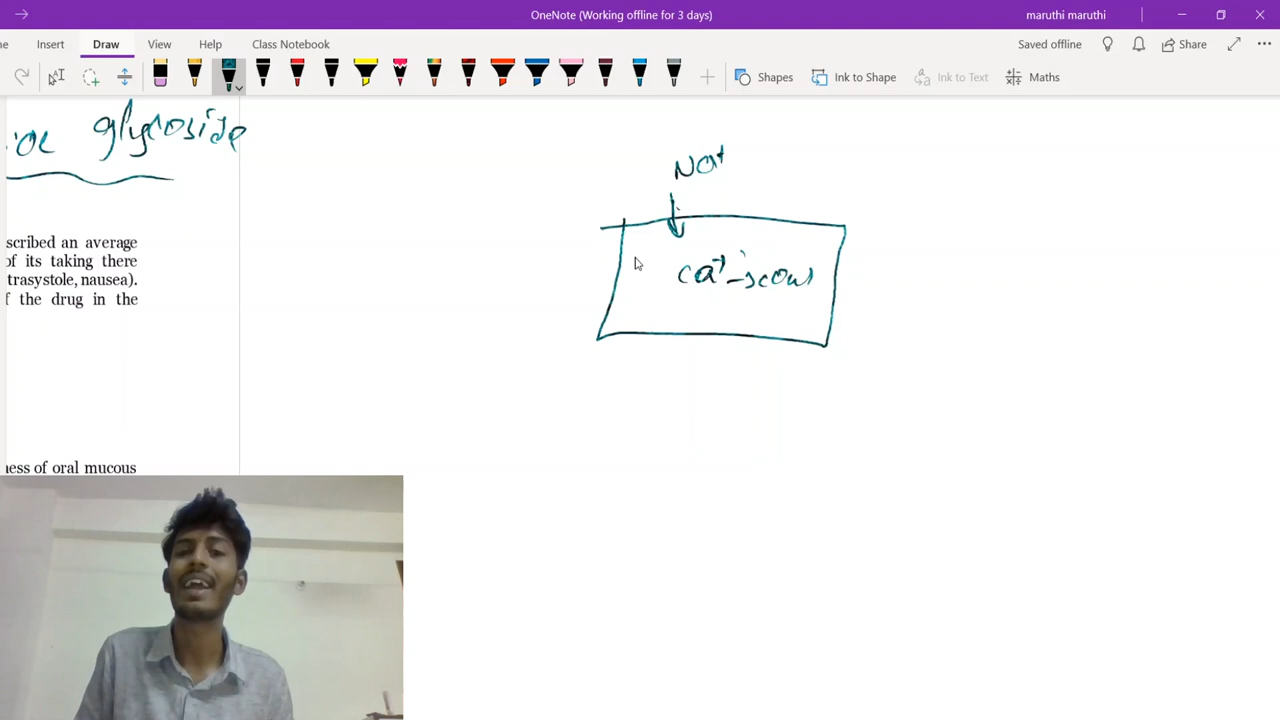 OneNote (Working offline for 3 days)
maruthi maruthi
Insert Draw View Help Class Notebook
Saved offline
Share
Shapes
Ink to Shape
Ink to Text
Maths
glycoside
Na+
scribed an average
of its taking there
trasystole, nausea).
f the drug in the
ness of oral mucous